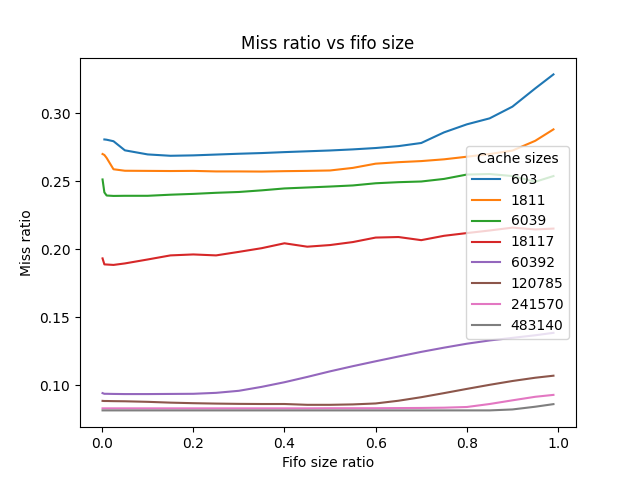 Miss ratio vs fifo size
Miss ratio
0.30
0.25
0.20
0.15
0.10
Cache sizes
603
1811
6039
18117
60392
120785
241570
483140
0.0 0.2 0.4 0.6 0.8 1.0
Fifo size ratio